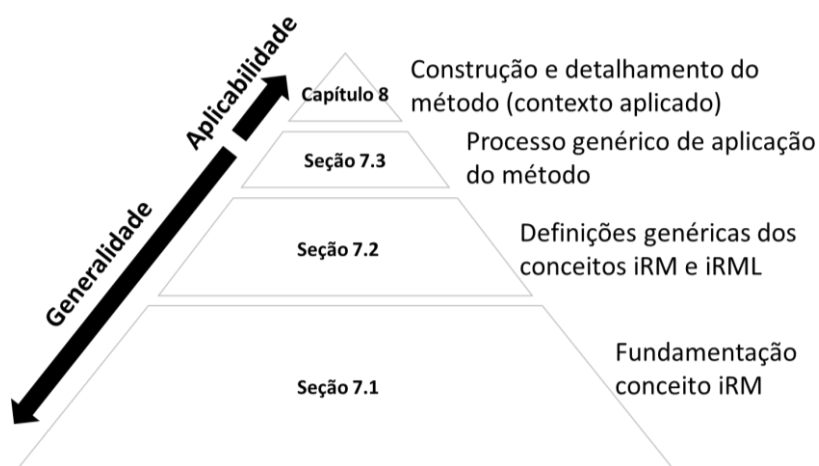 Aplicabilidade
Generalidade
Capítulo 8
Construção e detalhamento do
método (contexto aplicado)
Seção 7.3
Processo genérico de aplicação
do método
Seção 7.2
Definições genéricas dos
conceitos iRM e iRML
Seção 7.1
Fundamentação
conceito iRM